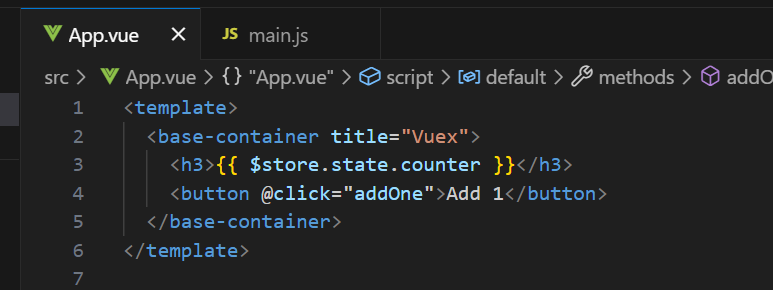 App.vue
JS main.js
src > App.vue > {} "App.vue" > script > default > methods > addO
1 <template>
2 <base-container title="Vuex">
3 <h3>{{ $store.state.counter }}</h3>
4 <button @click="addOne">Add 1</button>
5 </base-container>
6 </template>
7